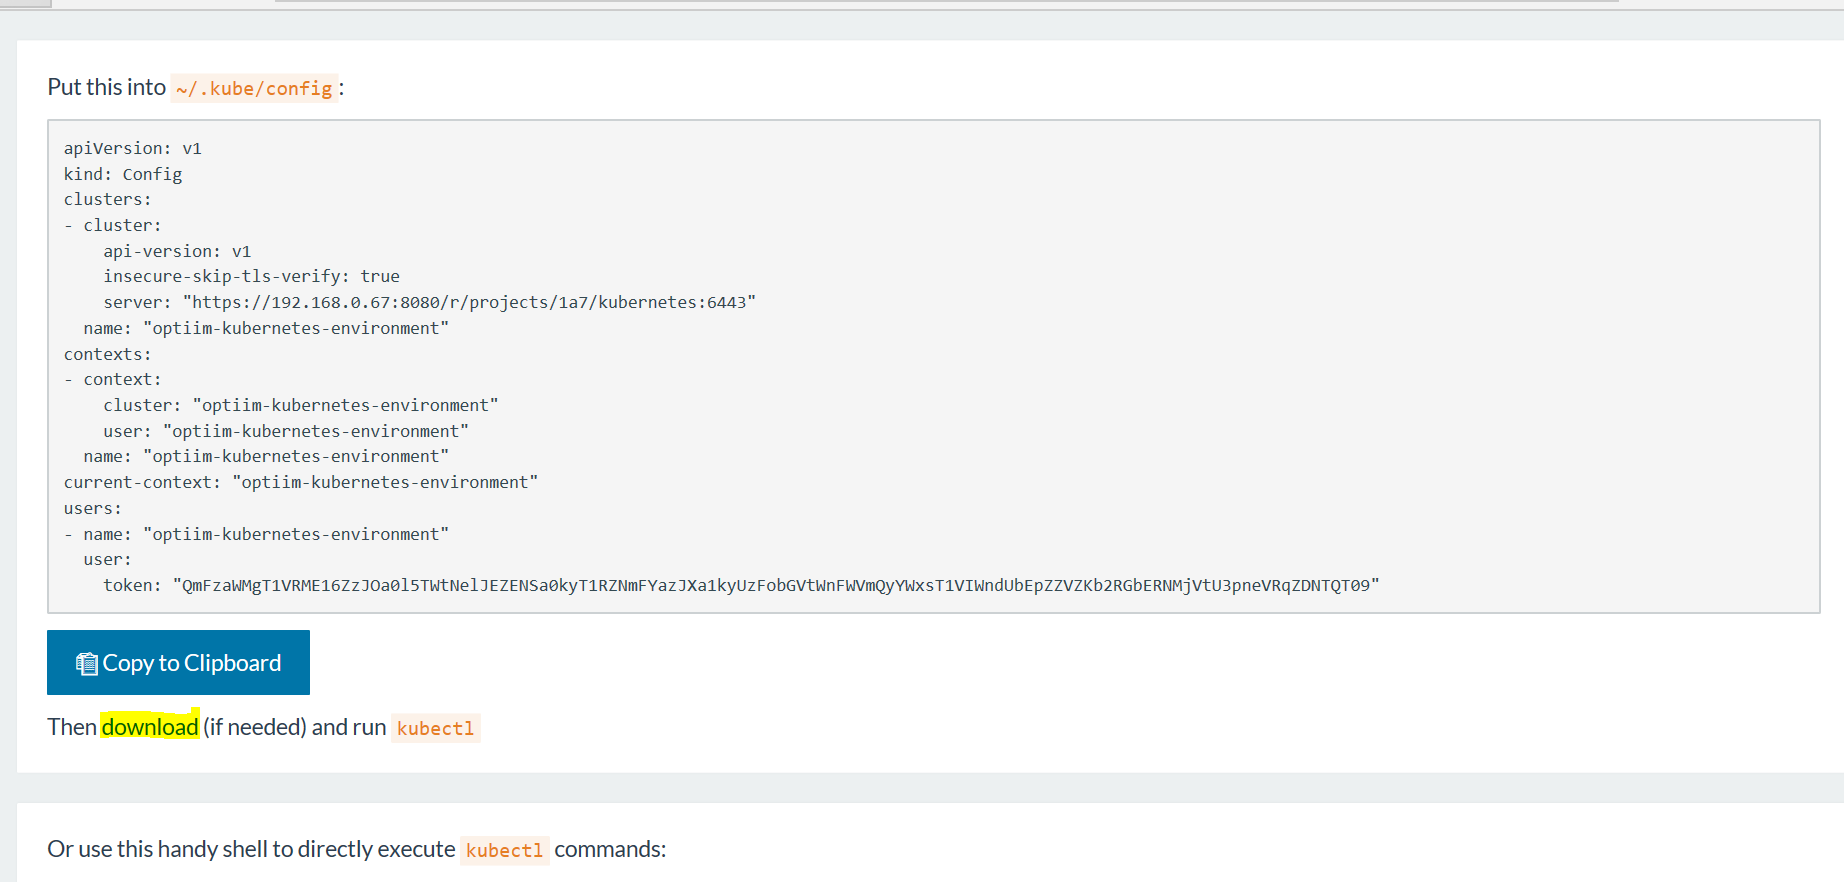 Put this into ~/.kube/config :
apiVersion: v1
kind: Config
clusters:
- cluster:
    api-version: v1
    insecure-skip-tls-verify: true
    server: "https://192.168.0.67:8080/r/projects/1a7/kubernetes:6443"
  name: "optiim-kubernetes-environment"
contexts:
- context:
    cluster: "optiim-kubernetes-environment"
    user: "optiim-kubernetes-environment"
  name: "optiim-kubernetes-environment"
current-context: "optiim-kubernetes-environment"
users:
- name: "optiim-kubernetes-environment"
  user:
    token: "QmFzaWMgT1VRME16ZzJOa0l5TWtNelJEZENSa0kyT1RZNmFYazJXa1kyUzFobGVtWnFWVmQyYWxsT1VIWndUbEpZZVZKb2RGbERNMjVtU3pneVRqZDNTQT09"
Copy to Clipboard
Then download (if needed) and run kubectl
Or use this handy shell to directly execute kubectl commands: